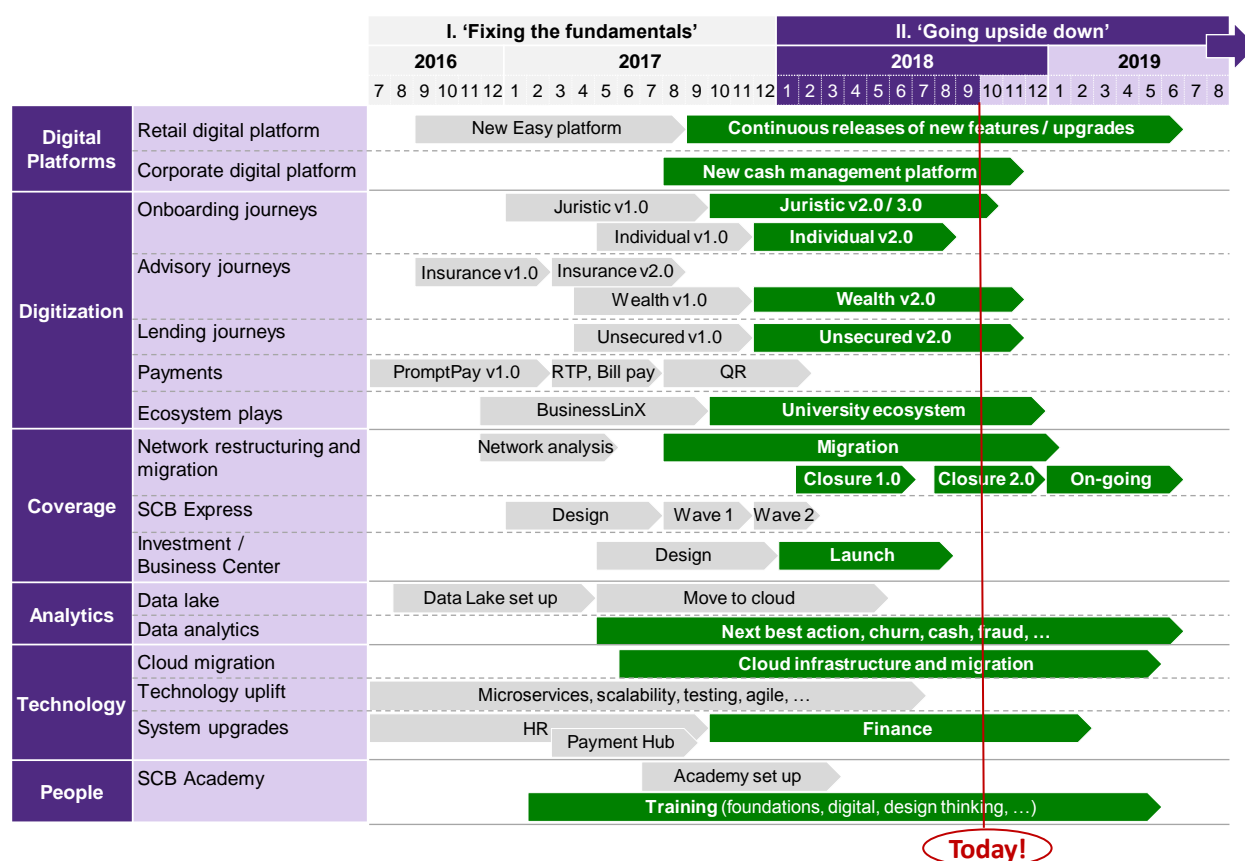 I. ‘Fixing the fundamentals’ II. ‘Going upside down’
2016 2017 2018 2019
7 8 9 10 11 12 1 2 3 4 5 6 7 8 9 10 11 12 1 2 3 4 5 6 7 8 9 10 11 12 1 2 3 4 5 6 7 8
Digital Platforms
Retail digital platform New Easy platform Continuous releases of new features / upgrades
Corporate digital platform New cash management platform
Digitization
Onboarding journeys Juristic v1.0 Juristic v2.0 / 3.0
Individual v1.0 Individual v2.0
Advisory journeys Insurance v1.0 Insurance v2.0
Wealth v1.0 Wealth v2.0
Lending journeys Unsecured v1.0 Unsecured v2.0
Payments PromptPay v1.0 RTP, Bill pay QR
Ecosystem plays BusinessLinX University ecosystem
Coverage
Network restructuring and migration Network analysis Migration
Closure 1.0 Closure 2.0 On-going
SCB Express Design Wave 1 Wave 2
Investment / Business Center Design Launch
Analytics
Data lake Data Lake set up Move to cloud
Data analytics Next best action, churn, cash, fraud, …
Technology
Cloud migration Cloud infrastructure and migration
Technology uplift Microservices, scalability, testing, agile, …
System upgrades HR Finance
Payment Hub
People
SCB Academy Academy set up
Training (foundations, digital, design thinking, …)
Today!